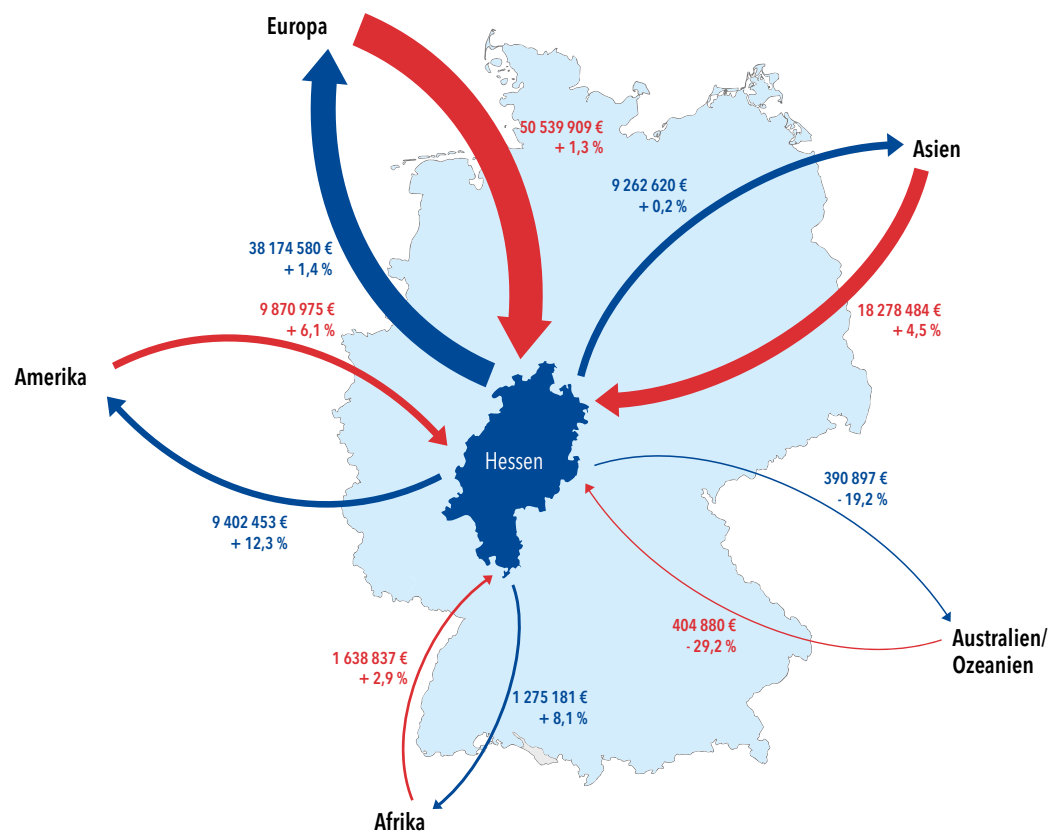 Europa
50 539 909 €
+ 1,3 %
Asien
9 262 620 €
+ 0,2 %
38 174 580 €
+ 1,4 %
9 870 975 €
+ 6,1 %
18 278 484 €
+ 4,5 %
Amerika
Hessen
390 897 €
- 19,2 %
9 402 453 €
+ 12,3 %
404 880 €
- 29,2 %
Australien/
Ozeanien
1 638 837 €
+ 2,9 %
1 275 181 €
+ 8,1 %
Afrika